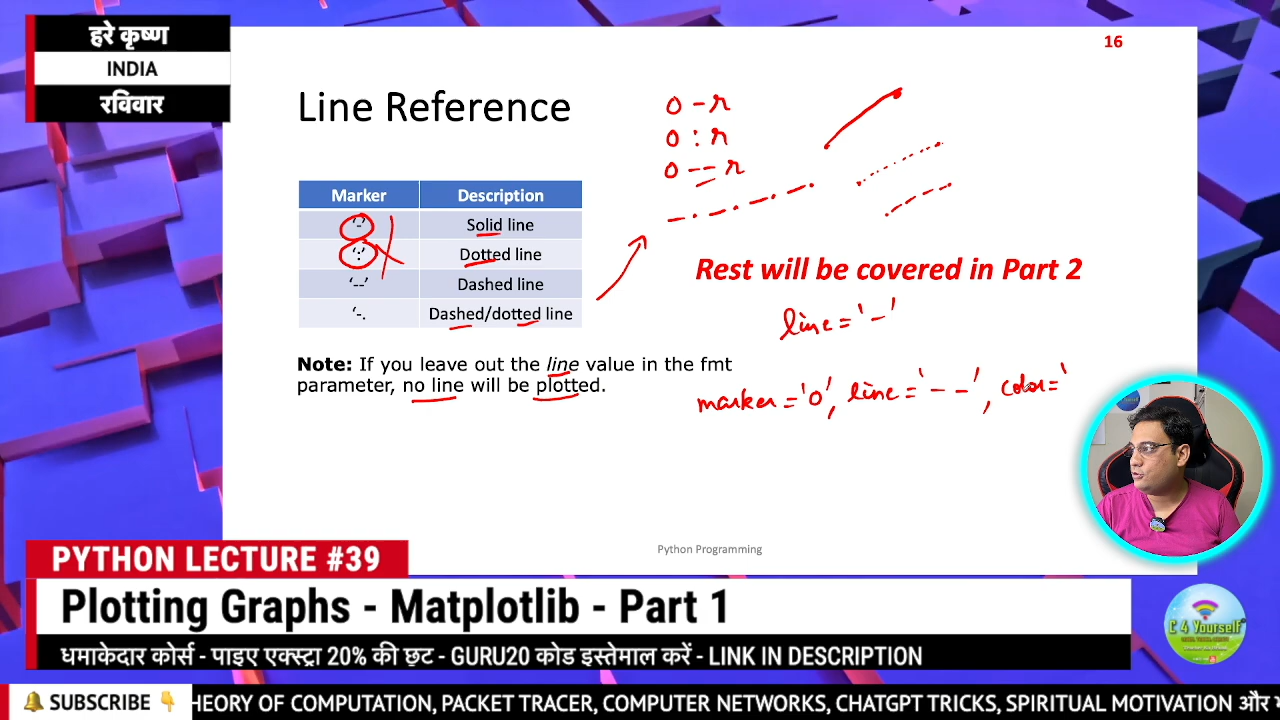 हरे कृष्ण
INDIA
रविवार
16
Line Reference
o - r
o : r
o -- r
Marker Description
'-' Solid line
':' Dotted line
'--' Dashed line
'-. Dashed/dotted line
Rest will be covered in Part 2
line = '-'
Note: If you leave out the line value in the fmt
parameter, no line will be plotted.
marker = 'o', line = '--', color = '
Python Programming
PYTHON LECTURE #39
Plotting Graphs - Matplotlib - Part 1
धमाकेदार कोर्स - पाइए एक्स्ट्रा 20% की छूट - GURU20 कोड इस्तेमाल करें - LINK IN DESCRIPTION
C 4 Yourself
SUBSCRIBE
HEORY OF COMPUTATION, PACKET TRACER, COMPUTER NETWORKS, CHATGPT TRICKS, SPIRITUAL MOTIVATION और